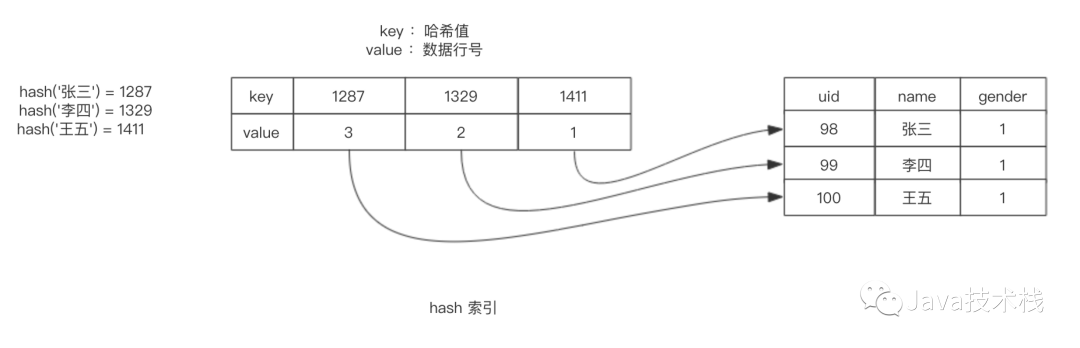 key： 哈希值
value： 数据行号
hash('张三') = 1287
hash('李四') = 1329
hash('王五') = 1411
key 1287 1329 1411
value 3 2 1
uid name gender
98 张三 1
99 李四 1
100 王五 1
hash 索引
Java技术栈